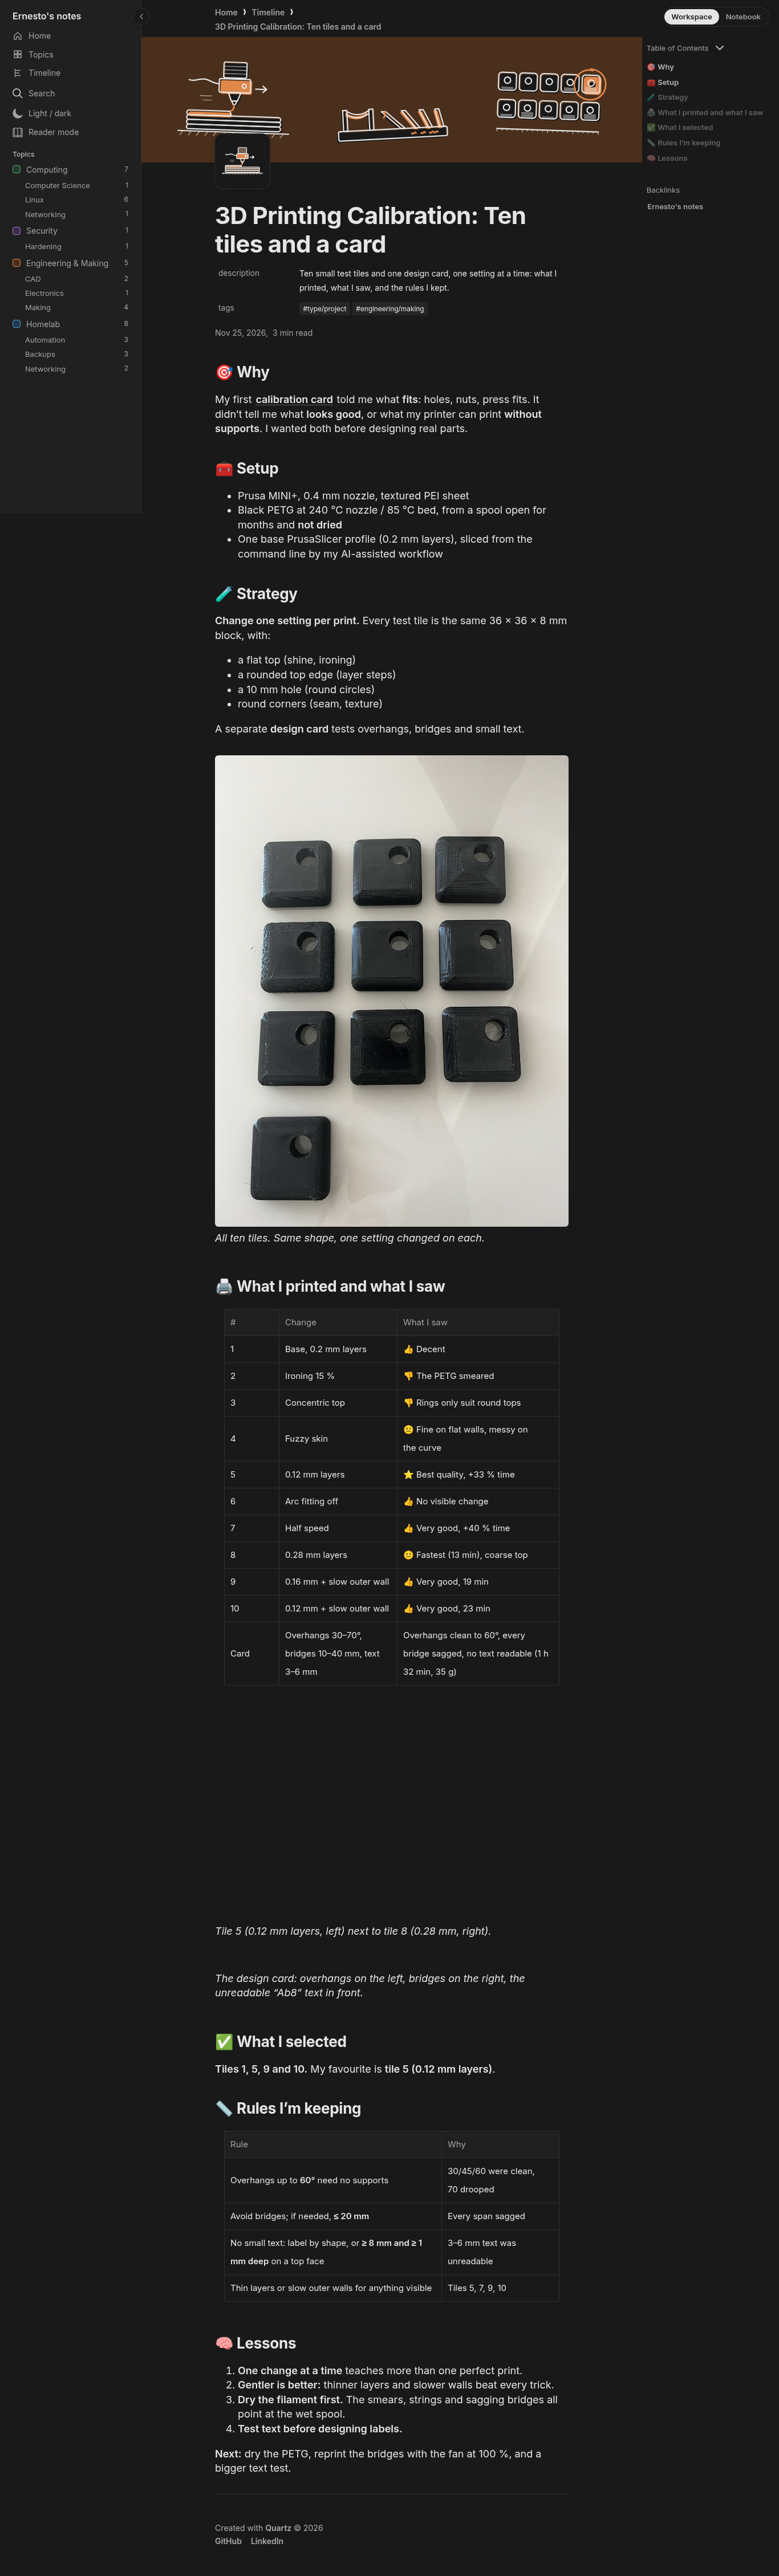 Ernesto's notes
Home
Topics
Timeline
Search
Light / dark
Reader mode
Topics
Computing 7
Computer Science 1
Linux 6
Networking 1
Security 1
Hardening 1
Engineering & Making 5
CAD 2
Electronics 1
Making 4
Homelab 8
Automation 3
Backups 3
Networking 2
Home ❱ Timeline ❱
3D Printing Calibration: Ten tiles and a card
3D Printing Calibration: Ten
tiles and a card
description Ten small test tiles and one design card, one setting at a time: what I
printed, what I saw, and the rules I kept.
tags #type/project #engineering/making
Nov 25, 2026, 3 min read
🎯 Why
My first calibration card told me what fits: holes, nuts, press fits. It
didn’t tell me what looks good, or what my printer can print without
supports. I wanted both before designing real parts.
🧰 Setup
• Prusa MINI+, 0.4 mm nozzle, textured PEI sheet
• Black PETG at 240 °C nozzle / 85 °C bed, from a spool open for
months and not dried
• One base PrusaSlicer profile (0.2 mm layers), sliced from the
command line by my AI-assisted workflow
🧪 Strategy
Change one setting per print. Every test tile is the same 36 × 36 × 8 mm
block, with:
• a flat top (shine, ironing)
• a rounded top edge (layer steps)
• a 10 mm hole (round circles)
• round corners (seam, texture)
A separate design card tests overhangs, bridges and small text.
All ten tiles. Same shape, one setting changed on each.
🖨️ What I printed and what I saw
# Change What I saw
1 Base, 0.2 mm layers 👍 Decent
2 Ironing 15 % 👎 The PETG smeared
3 Concentric top 👎 Rings only suit round tops
4 Fuzzy skin 😐 Fine on flat walls, messy on
the curve
5 0.12 mm layers ⭐ Best quality, +33 % time
6 Arc fitting off 👍 No visible change
7 Half speed 👍 Very good, +40 % time
8 0.28 mm layers 😐 Fastest (13 min), coarse top
9 0.16 mm + slow outer wall 👍 Very good, 19 min
10 0.12 mm + slow outer wall 👍 Very good, 23 min
Card Overhangs 30–70°,
bridges 10–40 mm, text
3–6 mm Overhangs clean to 60°, every
bridge sagged, no text readable (1 h
32 min, 35 g)
Tile 5 (0.12 mm layers, left) next to tile 8 (0.28 mm, right).
The design card: overhangs on the left, bridges on the right, the
unreadable “Ab8” text in front.
✅ What I selected
Tiles 1, 5, 9 and 10. My favourite is tile 5 (0.12 mm layers).
📏 Rules I’m keeping
Rule Why
Overhangs up to 60° need no supports 30/45/60 were clean,
70 drooped
Avoid bridges; if needed, ≤ 20 mm Every span sagged
No small text: label by shape, or ≥ 8 mm and ≥ 1
mm deep on a top face 3–6 mm text was
unreadable
Thin layers or slow outer walls for anything visible Tiles 5, 7, 9, 10
🧠 Lessons
1. One change at a time teaches more than one perfect print.
2. Gentler is better: thinner layers and slower walls beat every trick.
3. Dry the filament first. The smears, strings and sagging bridges all
point at the wet spool.
4. Test text before designing labels.
Next: dry the PETG, reprint the bridges with the fan at 100 %, and a
bigger text test.
Created with Quartz © 2026
GitHub LinkedIn
Workspace Notebook
Table of Contents
🎯 Why
🧰 Setup
🧪 Strategy
🖨️ What I printed and what I saw
✅ What I selected
📏 Rules I’m keeping
🧠 Lessons
Backlinks
Ernesto's notes